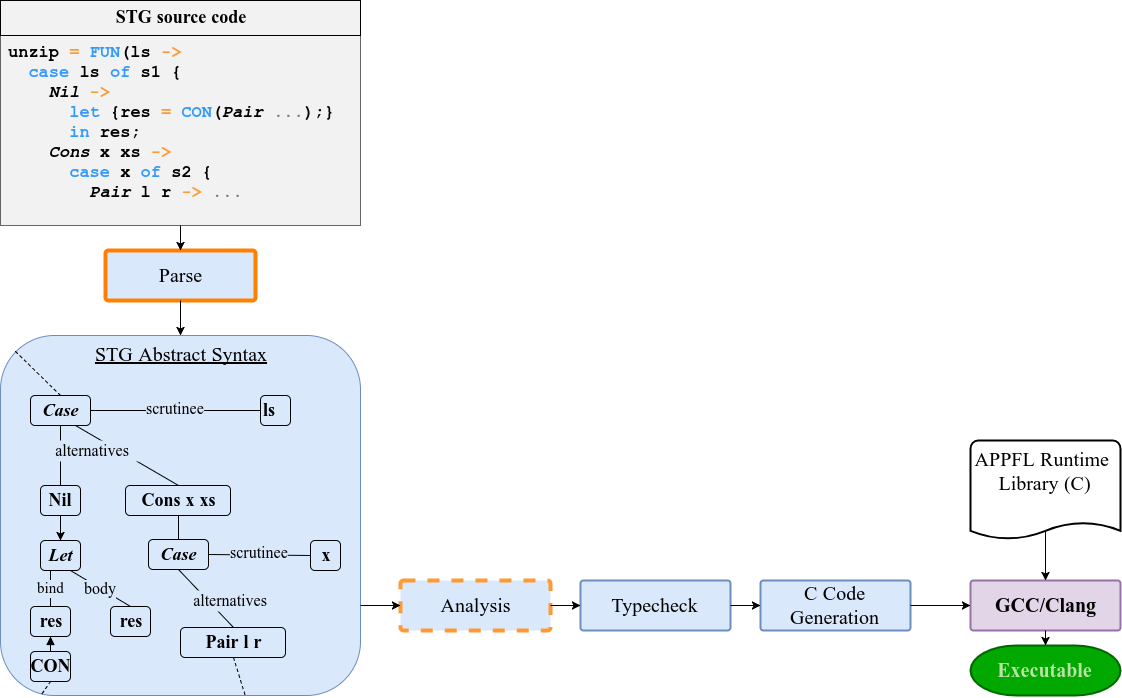 STG source code
unzip = FUN(ls ->
case ls of s1 {
Nil ->
let {res = CON(Pair ...);}
in res;
Cons x xs ->
case x of s2 {
Pair l r -> ...
Parse
STG Abstract Syntax
Case
scrutinee
ls
alternatives
Nil
Cons x xs
Let
Case
scrutinee
x
bind
body
alternatives
res
res
Pair l r
CON
Analysis
Typecheck
C Code
Generation
APPFL Runtime
Library (C)
GCC/Clang
Executable